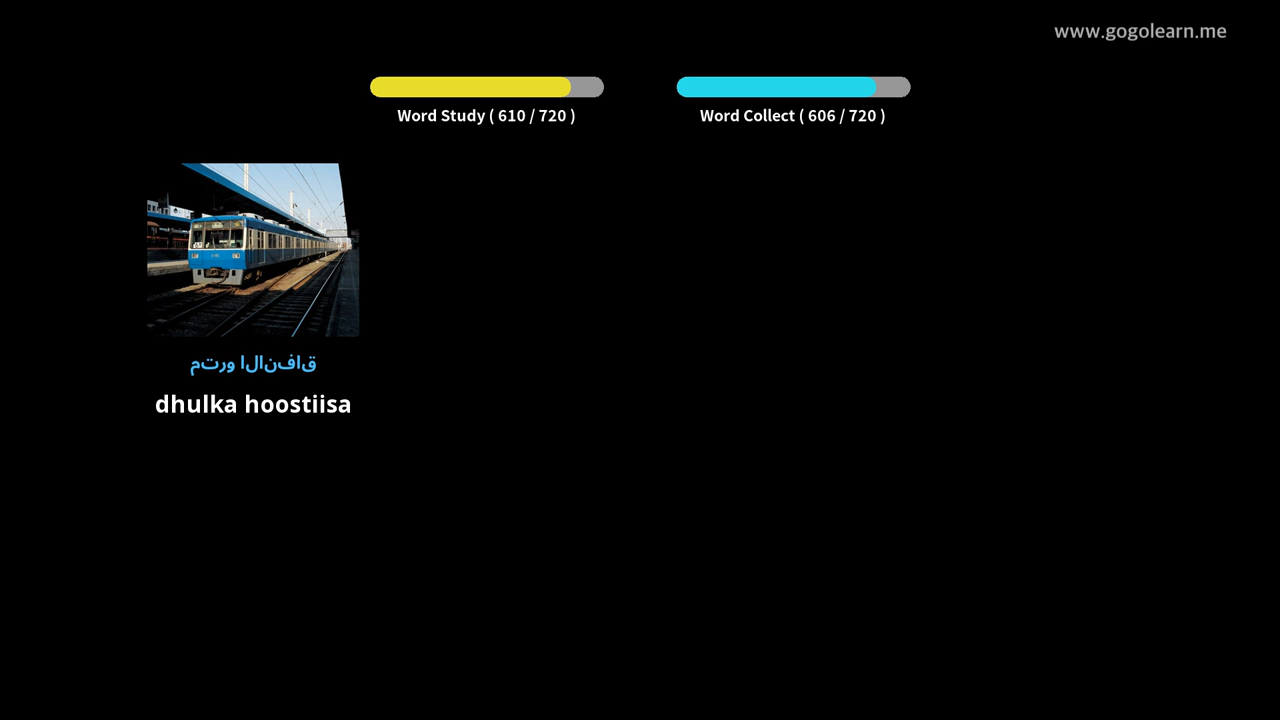 www.gogolearn.me
Word Study ( 610 / 720 )
Word Collect ( 606 / 720 )
مترو الانفاق
dhulka hoostiisa